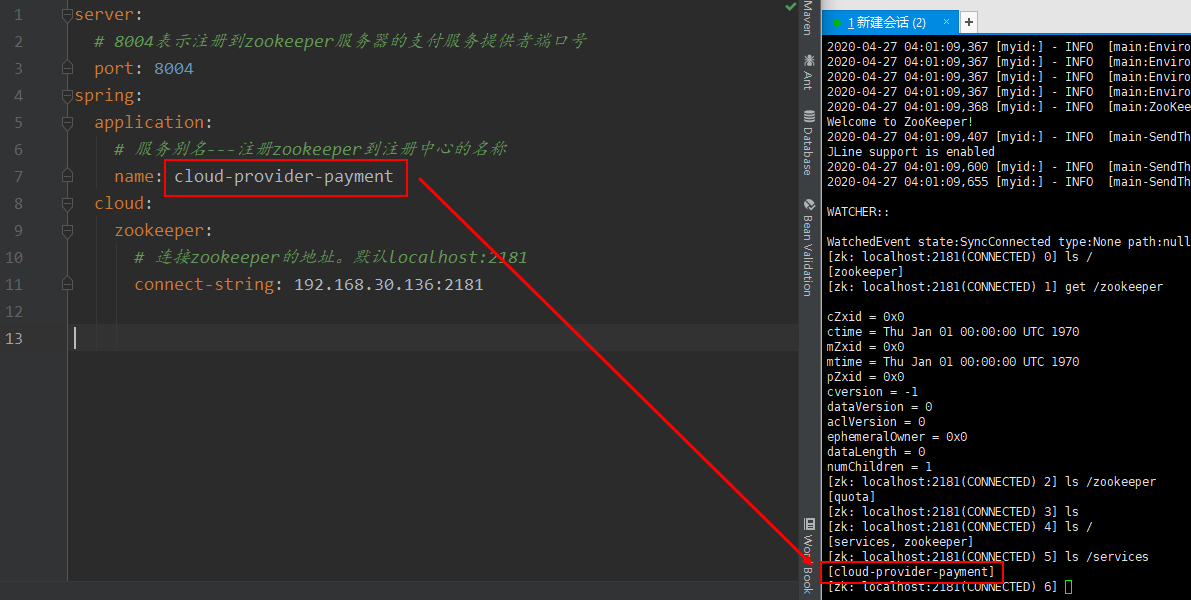 1 server:
2 # 8004表示注册到zookeeper服务器的支付服务提供者端口号
3 port: 8004
4 spring:
5 application:
6 # 服务别名---注册zookeeper到注册中心的名称
7 name: cloud-provider-payment
8 cloud:
9 zookeeper:
10 # 连接zookeeper的地址。默认localhost:2181
11 connect-string: 192.168.30.136:2181
12
13
Maven
Ant
Database
Bean Validation
Word Book
1 新建会话 (2) × +
2020-04-27 04:01:09,367 [myid:] - INFO [main:Enviro
2020-04-27 04:01:09,367 [myid:] - INFO [main:Enviro
2020-04-27 04:01:09,367 [myid:] - INFO [main:Enviro
2020-04-27 04:01:09,367 [myid:] - INFO [main:Enviro
2020-04-27 04:01:09,368 [myid:] - INFO [main:ZooKee
Welcome to ZooKeeper!
2020-04-27 04:01:09,407 [myid:] - INFO [main-SendTh
JLine support is enabled
2020-04-27 04:01:09,600 [myid:] - INFO [main-SendTh
2020-04-27 04:01:09,655 [myid:] - INFO [main-SendTh
WATCHER::
WatchedEvent state:SyncConnected type:None path:null
[zk: localhost:2181(CONNECTED) 0] ls /
[zookeeper]
[zk: localhost:2181(CONNECTED) 1] get /zookeeper
cZxid = 0x0
ctime = Thu Jan 01 00:00:00 UTC 1970
mZxid = 0x0
mtime = Thu Jan 01 00:00:00 UTC 1970
pZxid = 0x0
cversion = -1
dataVersion = 0
aclVersion = 0
ephemeralOwner = 0x0
dataLength = 0
numChildren = 1
[zk: localhost:2181(CONNECTED) 2] ls /zookeeper
[quota]
[zk: localhost:2181(CONNECTED) 3] ls
[zk: localhost:2181(CONNECTED) 4] ls /
[services, zookeeper]
[zk: localhost:2181(CONNECTED) 5] ls /services
[cloud-provider-payment]
[zk: localhost:2181(CONNECTED) 6]